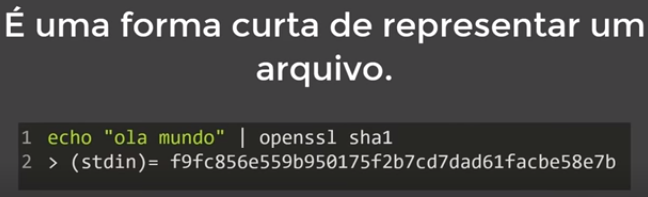 É uma forma curta de representar um
arquivo.
1 echo "ola mundo" | openssl sha1
2 > (stdin)= f9fc856e559b950175f2b7cd7dad61facbe58e7b